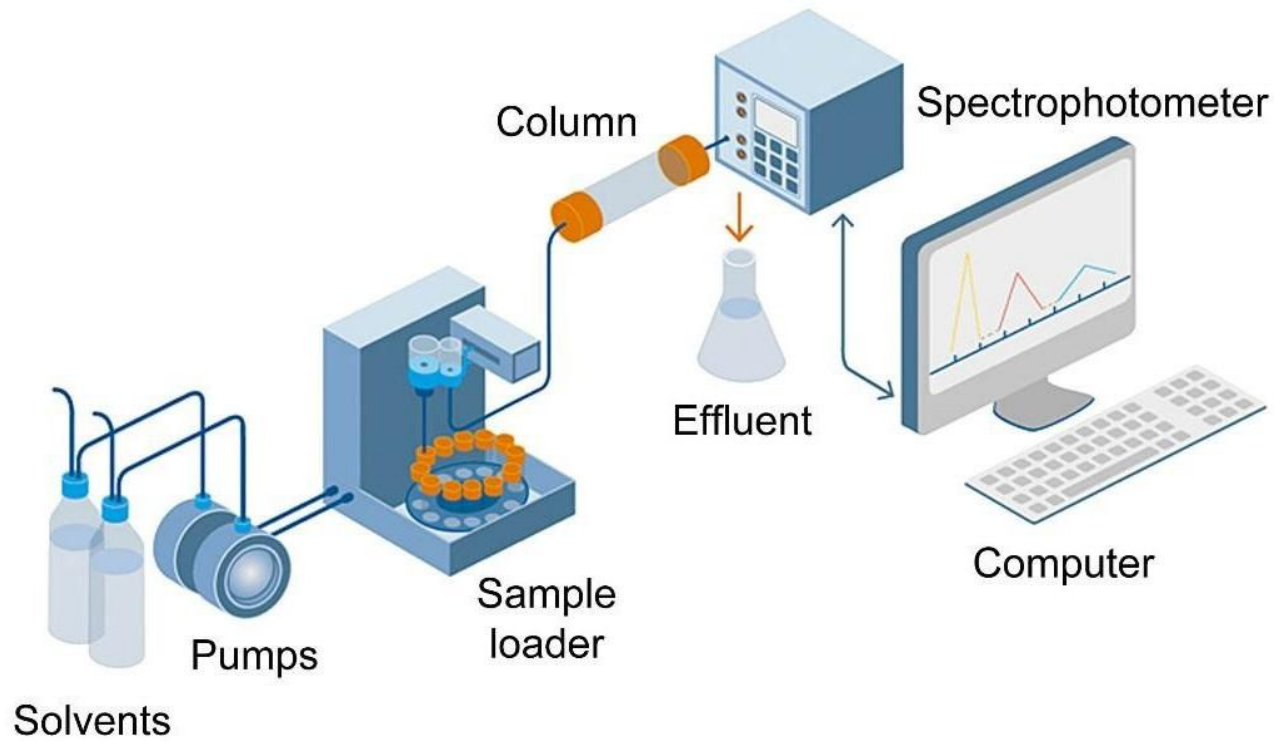 Column
Spectrophotometer
Effluent
Computer
Sample
loader
Pumps
Solvents